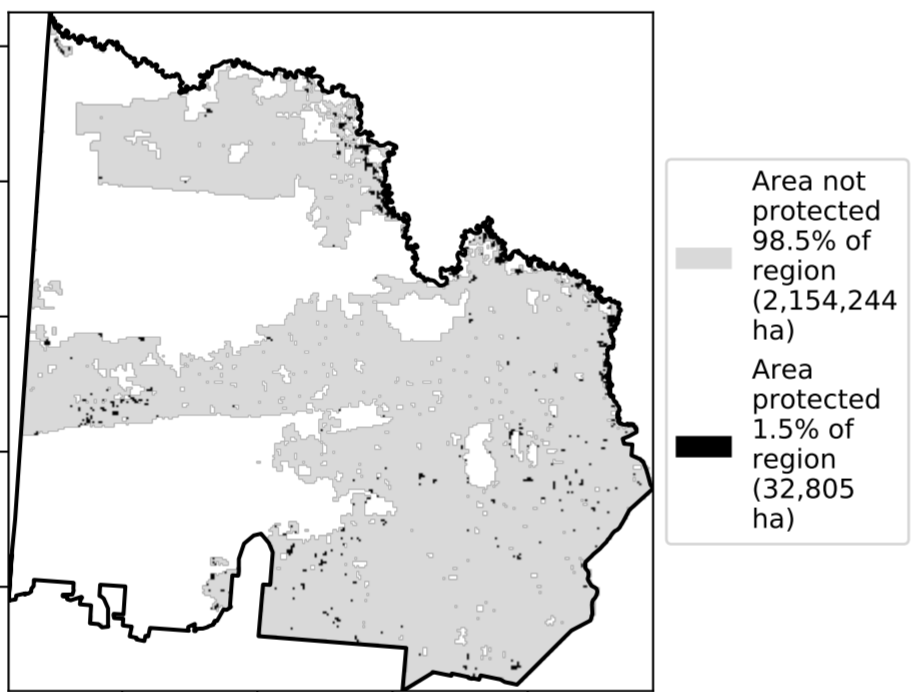 Area not
protected
98.5% of
region
(2,154,244
ha)
Area
protected
1.5% of
region
(32,805
ha)